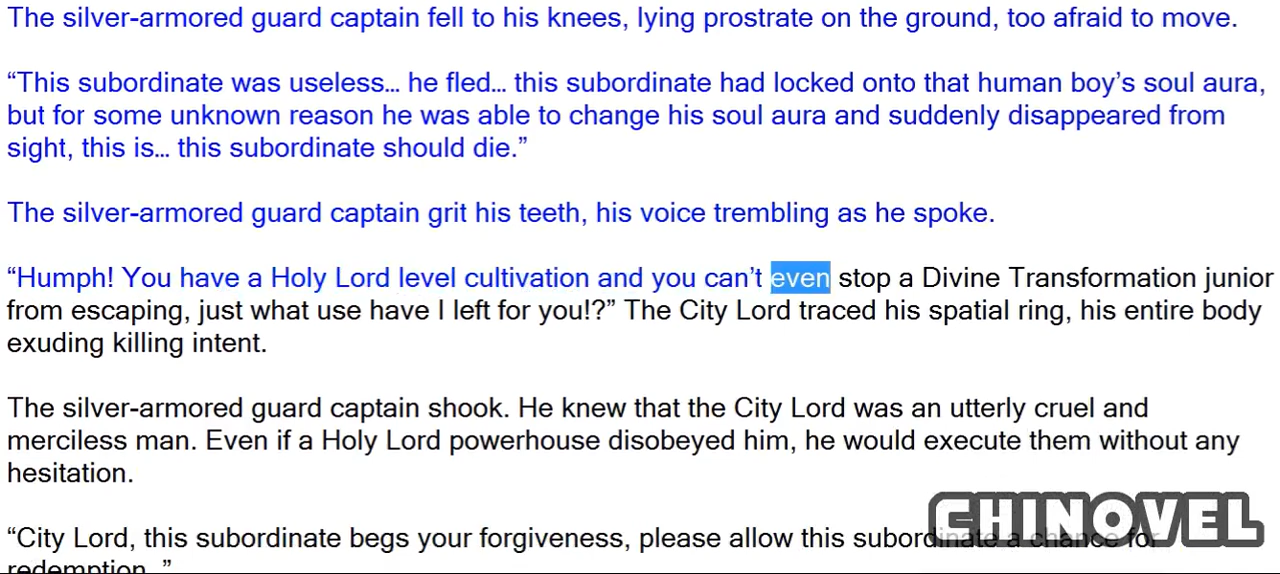 The silver-armored guard captain fell to his knees, lying prostrate on the ground, too afraid to move.
“This subordinate was useless… he fled… this subordinate had locked onto that human boy’s soul aura,
but for some unknown reason he was able to change his soul aura and suddenly disappeared from
sight, this is… this subordinate should die.”
The silver-armored guard captain grit his teeth, his voice trembling as he spoke.
“Humph! You have a Holy Lord level cultivation and you can’t even stop a Divine Transformation junior
from escaping, just what use have I left for you!?” The City Lord traced his spatial ring, his entire body
exuding killing intent.
The silver-armored guard captain shook. He knew that the City Lord was an utterly cruel and
merciless man. Even if a Holy Lord powerhouse disobeyed him, he would execute them without any
hesitation.
“City Lord, this subordinate begs your forgiveness, please allow this subordinate a chance for
redemption. ”
CHINOVEL